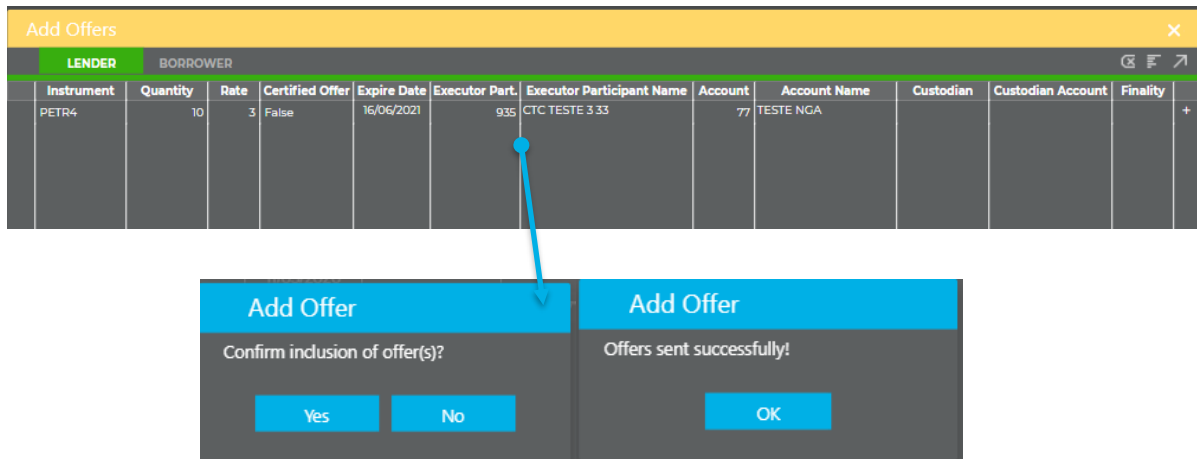 Add Offers
LENDER BORROWER
Instrument Quantity Rate Certified Offer Expire Date Executor Part. Executor Participant Name Account Account Name Custodian Custodian Account Finality
PETR4 10 3 False 16/06/2021 935 CTC TESTE 3 33 77 TESTE NGA +
Add Offer
Confirm inclusion of offer(s)?
Yes No
Add Offer
Offers sent successfully!
OK